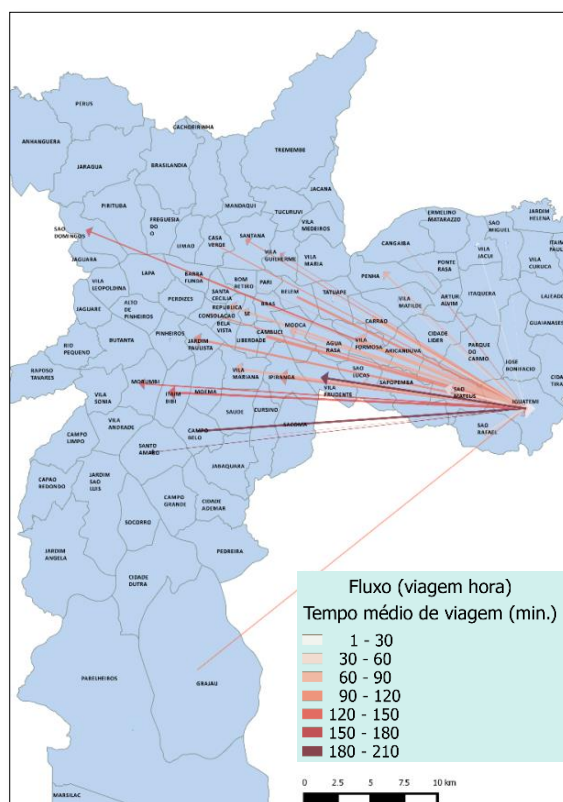 PERUS
ANHANGUERA
CACHOEIRINHA
TREMEMBE
JARAGUA
BRASILANDIA
JACANA
PIRITUBA
MANDAQUI
TUCURUVI
FREGUESIA
DO
O
SAO
DOMINGOS
LIMAO
CASA
VERDE
SANTANA
VILA
MEDEIROS
ERMELINO
MATARAZZO
SAO
MIGUEL
JARDIM
HELENA
VILA
GUILHERME
VILA
MARIA
CANGAIBA
JAGUARA
VILA
JACUI
ITAIM
PAUL
VILA
LEOPOLDINA
LAPA
BARRA
FUNDA
BOM
RETIRO
PARI
BELEM
TATUAPE
PENHA
PONTE
RASA
VILA
CURUCA
JAGUARE
ALTO
DE
PINHEIROS
PERDIZES
SANTA
CECILIA
REPUBLICA
BRAS
VILA
MATILDE
ARTUR
ALVIM
ITAQUERA
LAJEADO
CONSOLACAO
BELA
VISTA
MOOCA
CARRAO
GUAIANASES
RIO
PEQUENO
BUTANTA
PINHEIROS
JARDIM
PAULISTA
LIBERDADE
CAMBUCI
AGUA
RASA
VILA
FORMOSA
ARICANDUVA
CIDADE
LIDER
PARQUE
DO
CARMO
JOSE
BONIFACIO
RAPOSO
TAVARES
MORUMBI
ITAIM
BIBI
MOEMA
VILA
MARIANA
IPIRANGA
VILA
PRUDENTE
SAO
LUCAS
SAPOPEMBA
SAO
MATEUS
IGUATEMI
CIDA
TIRA
VILA
SONIA
SAUDE
CURSINO
SACOMA
SAO
RAFAEL
CAMPO
LIMPO
VILA
ANDRADE
SANTO
AMARO
CAMPO
BELO
JABAQUARA
CAPAO
REDONDO
JARDIM
SAO
LUIS
CAMPO
GRANDE
CIDADE
ADEMAR
SOCORRO
JARDIM
ANGELA
PEDREIRA
CIDADE
DUTRA
PARELHEIROS
GRAJAU
MARSILAC
Fluxo (viagem hora)
Tempo médio de viagem (min.)
1 - 30
30 - 60
60 - 90
90 - 120
120 - 150
150 - 180
180 - 210
0 2.5 5 7.5 10 km